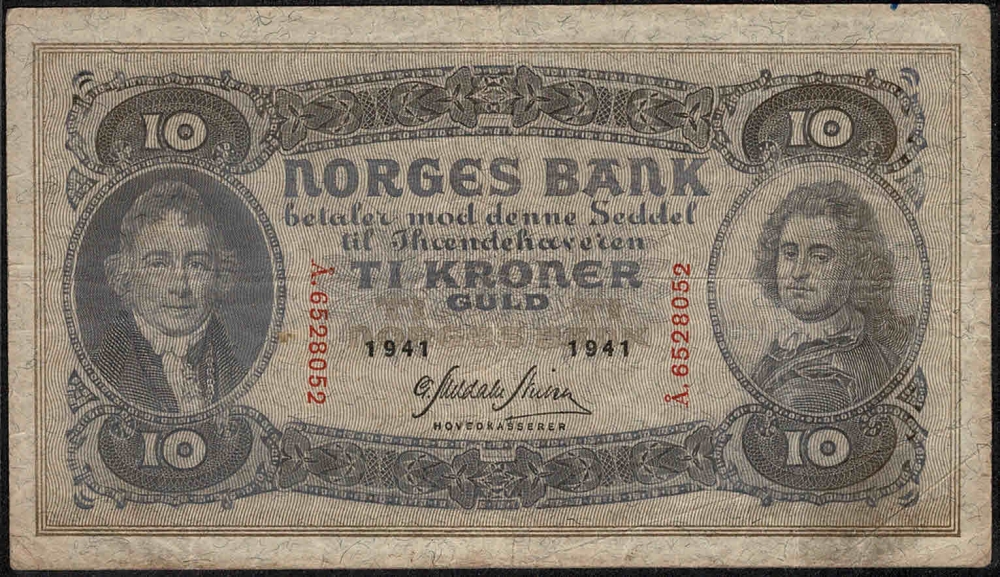 10 10
NORGES BANK
betaler mod denne Seddel
til Ihændehaveren
TI KRONER
GULD
Å.6528052
Å.6528052
1941 1941
HOVEDKASSERER
10 10